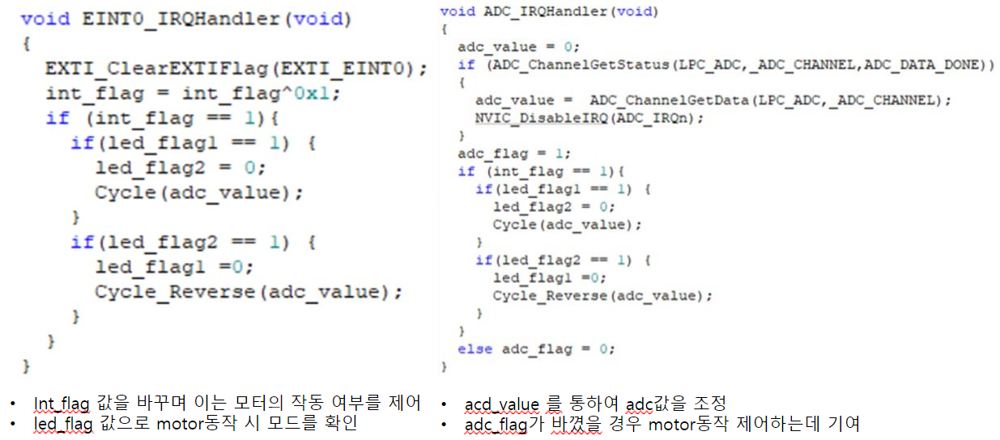 void EINT0_IRQHandler(void)
{
  EXTI_ClearEXTIFlag(EXTI_EINT0);
  int_flag = int_flag^0x1;
  if (int_flag == 1){
    if(led_flag1 == 1) {
      led_flag2 = 0;
      Cycle(adc_value);
    }
    if(led_flag2 == 1) {
      led_flag1 =0;
      Cycle_Reverse(adc_value);
    }
  }
}
• Int_flag 값을 바꾸며 이는 모터의 작동 여부를 제어
• led_flag 값으로 motor동작 시 모드를 확인
void ADC_IRQHandler(void)
{
  adc_value = 0;
  if (ADC_ChannelGetStatus(LPC_ADC,_ADC_CHANNEL,ADC_DATA_DONE))
  {
    adc_value =  ADC_ChannelGetData(LPC_ADC,_ADC_CHANNEL);
    NVIC_DisableIRQ(ADC_IRQn);
  }
  adc_flag = 1;
  if (int_flag == 1){
    if(led_flag1 == 1) {
      led_flag2 = 0;
      Cycle(adc_value);
    }
    if(led_flag2 == 1) {
      led_flag1 =0;
      Cycle_Reverse(adc_value);
    }
  }
  else adc_flag = 0;
}
• acd_value 를 통하여 adc값을 조정
• adc_flag가 바꼈을 경우 motor동작 제어하는데 기여